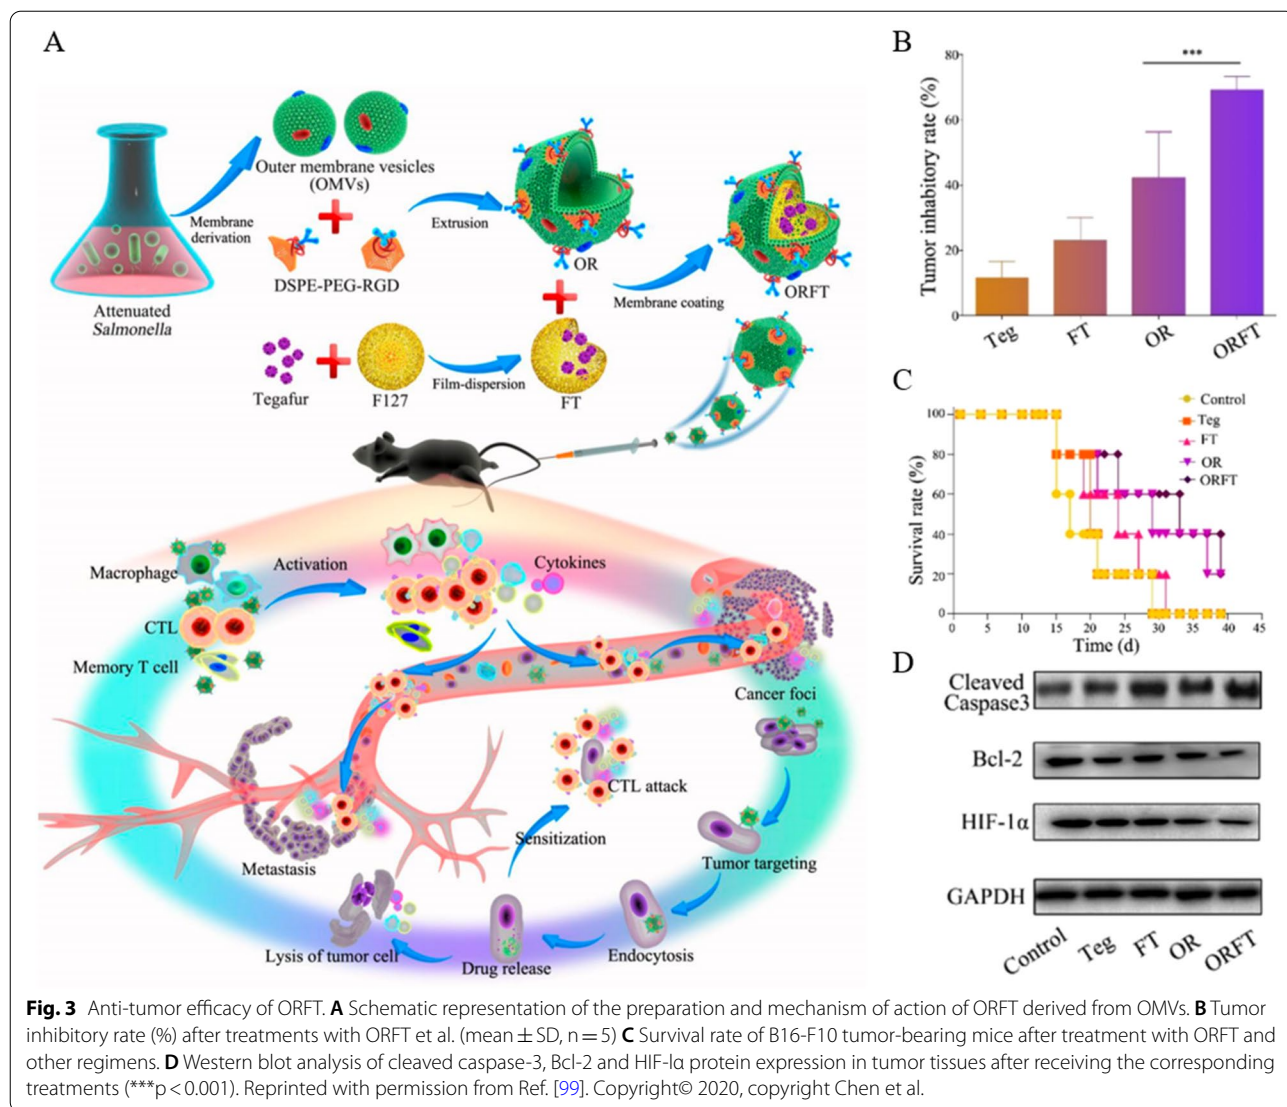 A
Outer membrane vesicles
(OMVs)
Membrane
derivation
DSPE-PEG-RGD
Extrusion
OR
Membrane coating
ORFT
Attenuated
Salmonella
Tegafur
F127
Film-dispersion
FT
Macrophage
Activation
Cytokines
CTL
Memory T cell
Cancer foci
CTL attack
Sensitization
Metastasis
Tumor targeting
Lysis of tumor cell
Drug release
Endocytosis
B
Tumor inhabitory rate (%)
80
60
40
20
0
***
Teg
FT
OR
ORFT
C
Survival rate (%)
100
80
60
40
20
0
0
5
10
15
20
25
30
35
40
45
Time (d)
Control
Teg
FT
OR
ORFT
D
Cleaved
Caspase3
Bcl-2
HIF-1α
GAPDH
Control
Teg
FT
OR
ORFT
Fig. 3 Anti-tumor efficacy of ORFT. A Schematic representation of the preparation and mechanism of action of ORFT derived from OMVs. B Tumor
inhibitory rate (%) after treatments with ORFT et al. (mean ± SD, n = 5) C Survival rate of B16-F10 tumor-bearing mice after treatment with ORFT and
other regimens. D Western blot analysis of cleaved caspase-3, Bcl-2 and HIF-lα protein expression in tumor tissues after receiving the corresponding
treatments (***p < 0.001). Reprinted with permission from Ref. [99]. Copyright© 2020, copyright Chen et al.